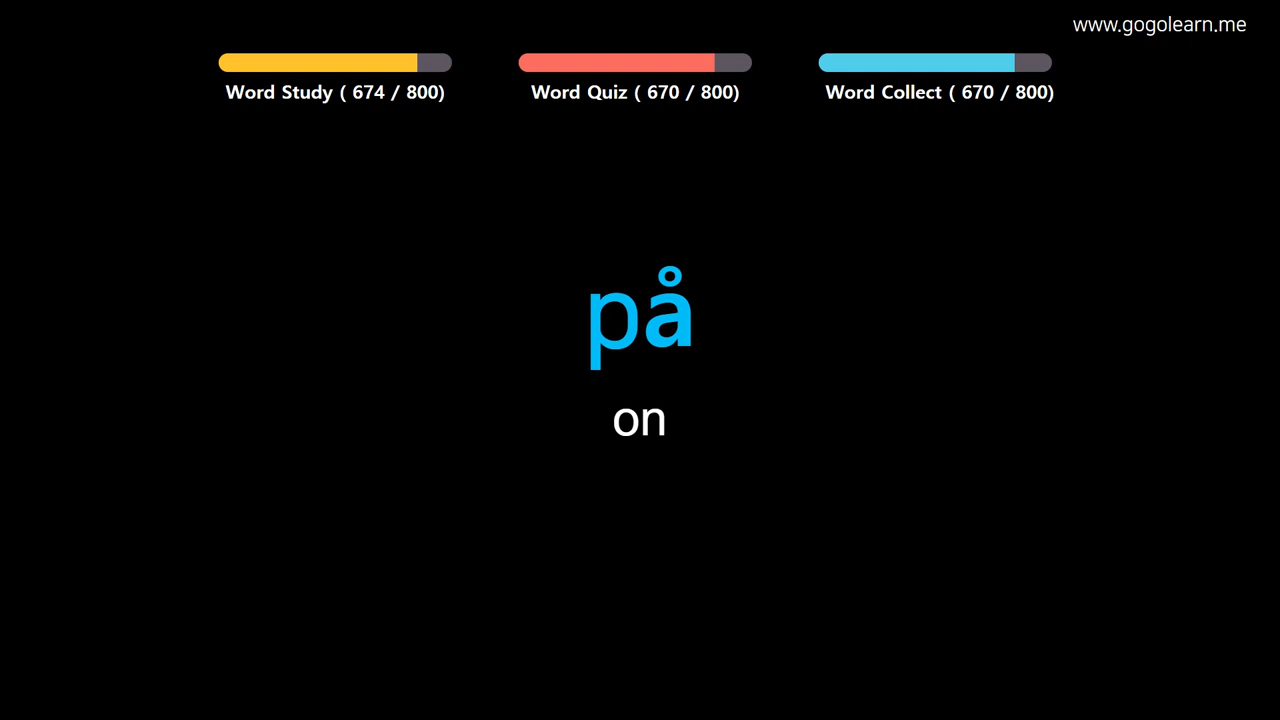 www.gogolearn.me
Word Study ( 674 / 800)
Word Quiz ( 670 / 800)
Word Collect ( 670 / 800)
på
on